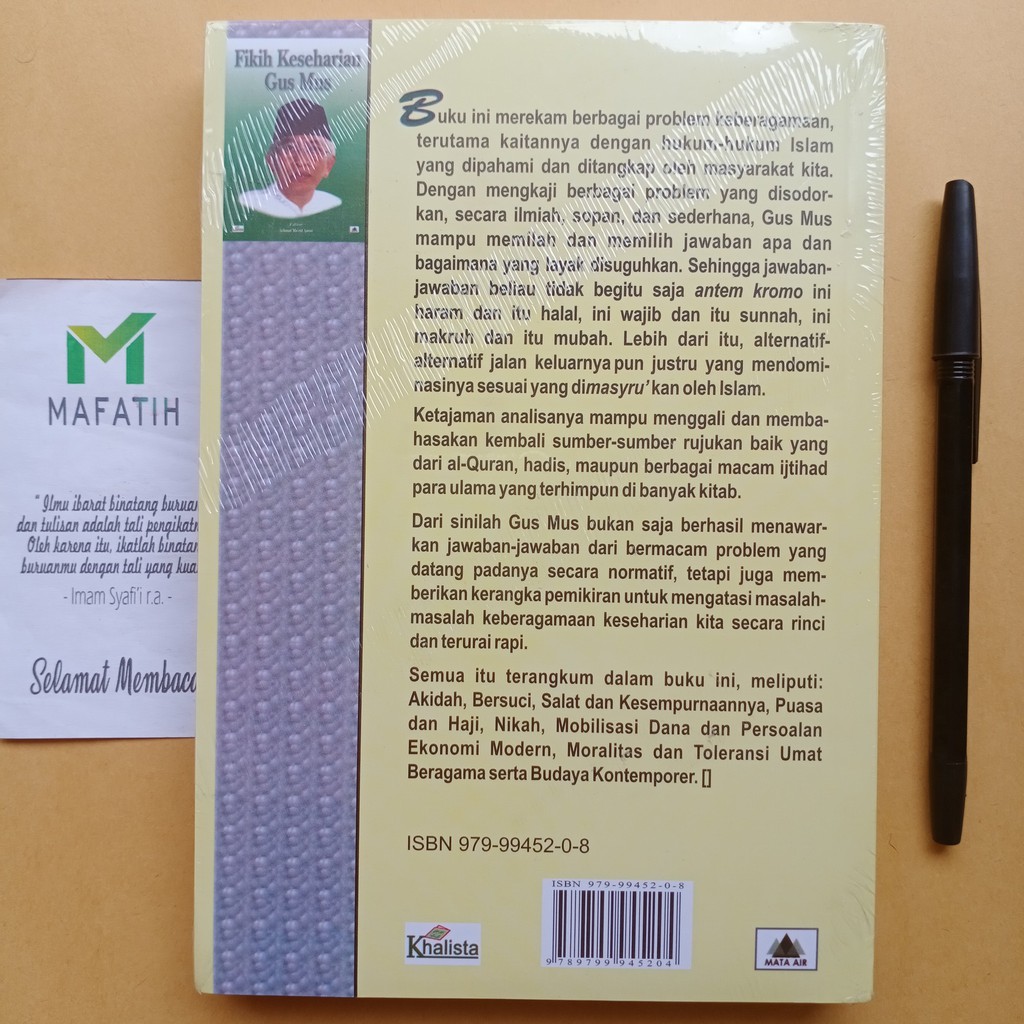 Fikih Keseharian
Gus Mus
Buku ini merekam berbagai problem keberagamaan,
terutama kaitannya dengan hukum-hukum Islam
yang dipahami dan ditangkap oleh masyarakat kita.
Dengan mengkaji berbagai problem yang disodor-
kan, secara ilmiah, sopan, dan sederhana, Gus Mus
mampu memilah dan memilih jawaban apa dan
bagaimana yang layak disuguhkan. Sehingga jawaban-
jawaban beliau tidak begitu saja antem kromo ini
haram dan itu halal, ini wajib dan itu sunnah, ini
makruh dan itu mubah. Lebih dari itu, alternatif-
alternatif jalan keluarnya pun justru yang mendomi-
nasinya sesuai yang dimasyru' kan oleh Islam.
Ketajaman analisanya mampu menggali dan memba-
hasakan kembali sumber-sumber rujukan baik yang
dari al-Quran, hadis, maupun berbagai macam ijtihad
para ulama yang terhimpun di banyak kitab.
Dari sinilah Gus Mus bukan saja berhasil menawar-
kan jawaban-jawaban dari bermacam problem yang
datang padanya secara normatif, tetapi juga mem-
berikan kerangka pemikiran untuk mengatasi masalah-
masalah keberagamaan keseharian kita secara rinci
dan terurai rapi.
Semua itu terangkum dalam buku ini, meliputi:
Akidah, Bersuci, Salat dan Kesempurnaannya, Puasa
dan Haji, Nikah, Mobilisasi Dana dan Persoalan
Ekonomi Modern, Moralitas dan Toleransi Umat
Beragama serta Budaya Kontemporer. []
ISBN 979-99452-0-8
ISBN 979-99452-0-8
9 789799 945204
Khalista
MATA AIR
MAFATIH
" Ilmu ibarat binatang buruan
dan tulisan adalah tali pengikatn
Oleh karena itu, ikatlah binatan
buruanmu dengan tali yang kua
- Imam Syafi'i r.a. -
Selamat Membaca